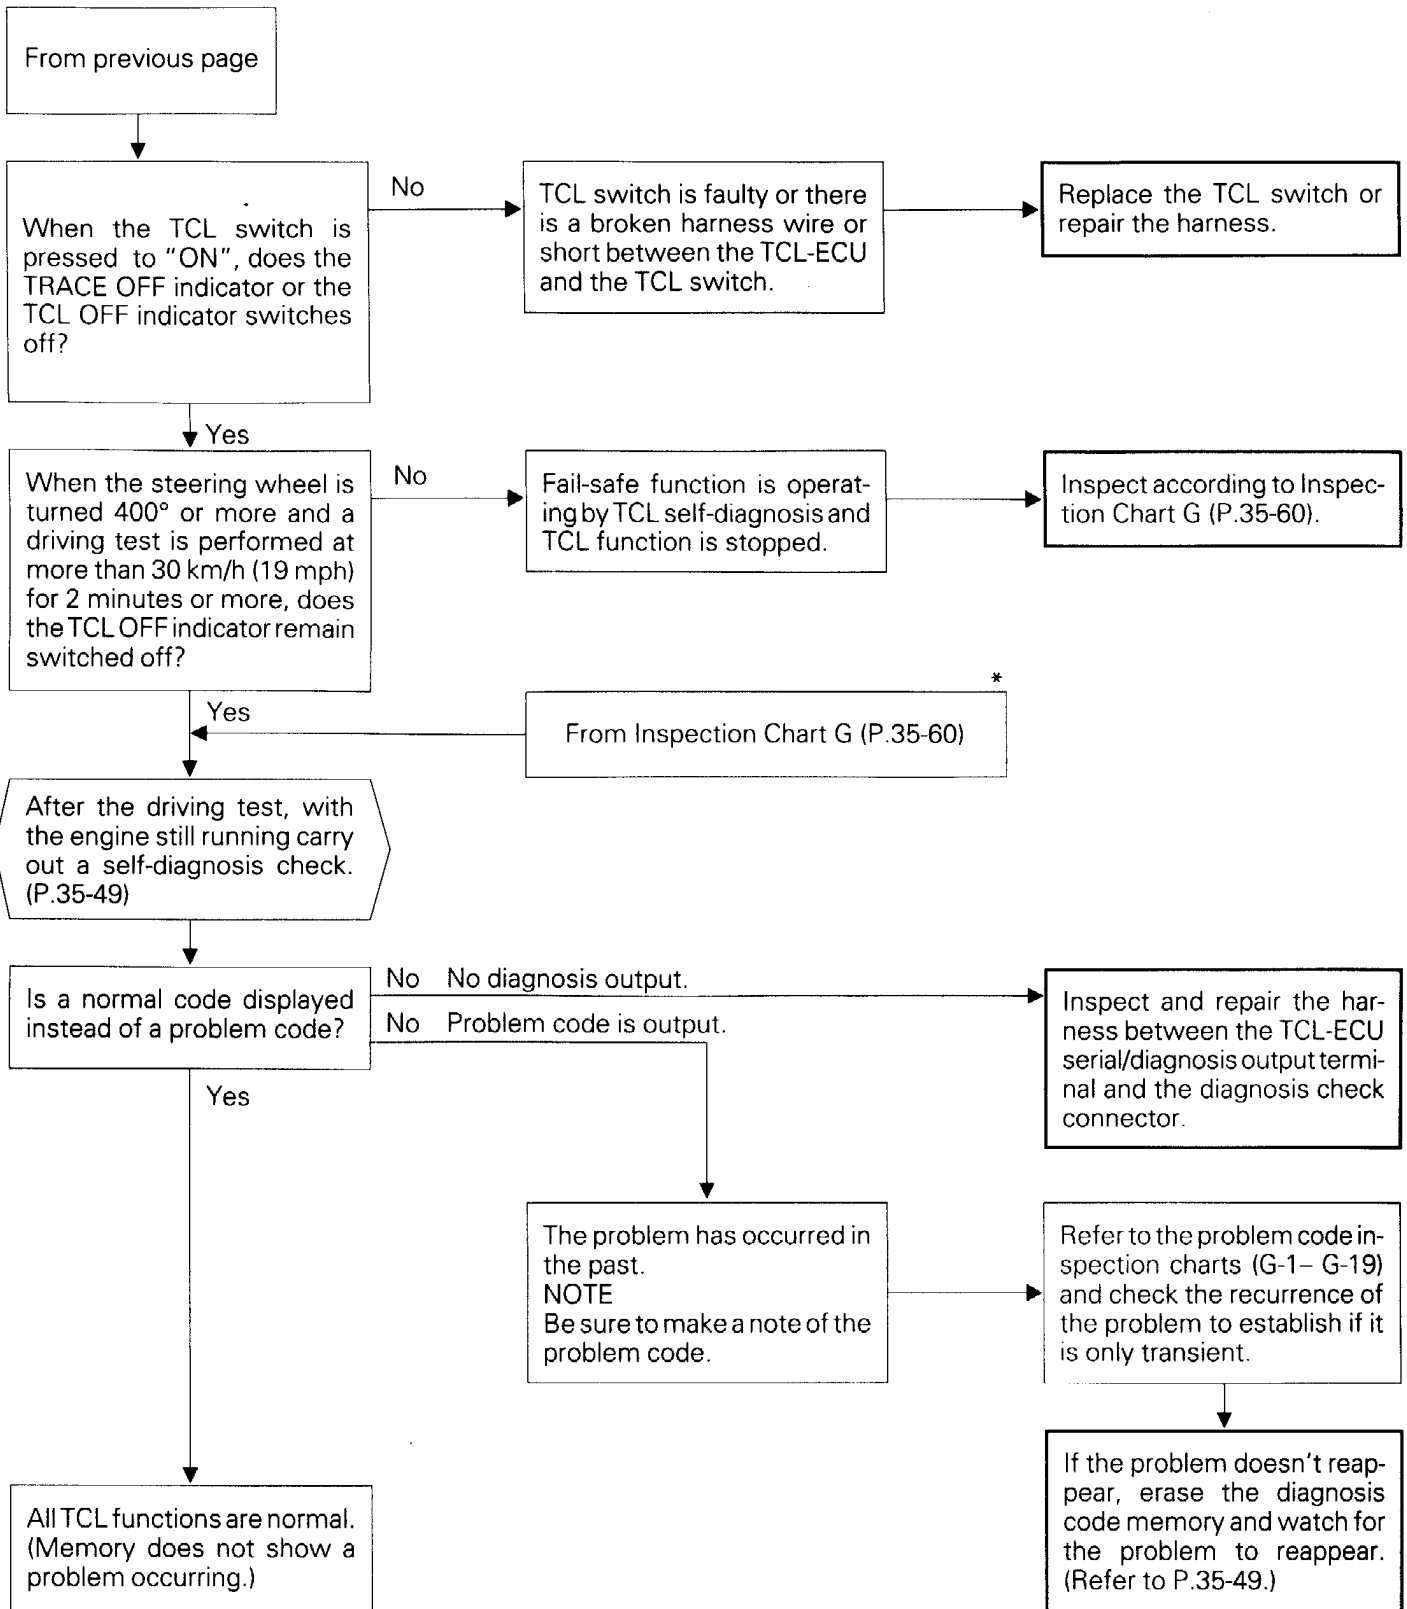 From previous page
When the TCL switch is
pressed to "ON", does the
TRACE OFF indicator or the
TCL OFF indicator switches
off?
No
TCL switch is faulty or there
is a broken harness wire or
short between the TCL-ECU
and the TCL switch.
Replace the TCL switch or
repair the harness.
Yes
When the steering wheel is
turned 400° or more and a
driving test is performed at
more than 30 km/h (19 mph)
for 2 minutes or more, does
the TCL OFF indicator remain
switched off?
No
Fail-safe function is operat-
ing by TCL self-diagnosis and
TCL function is stopped.
Inspect according to Inspec-
tion Chart G (P.35-60).
Yes
*
From Inspection Chart G (P.35-60)
After the driving test, with
the engine still running carry
out a self-diagnosis check.
(P.35-49)
Is a normal code displayed
instead of a problem code?
No No diagnosis output.
No Problem code is output.
Inspect and repair the har-
ness between the TCL-ECU
serial/diagnosis output termi-
nal and the diagnosis check
connector.
Yes
The problem has occurred in
the past.
NOTE
Be sure to make a note of the
problem code.
Refer to the problem code in-
spection charts (G-1– G-19)
and check the recurrence of
the problem to establish if it
is only transient.
If the problem doesn't reap-
pear, erase the diagnosis
code memory and watch for
the problem to reappear.
(Refer to P.35-49.)
All TCL functions are normal.
(Memory does not show a
problem occurring.)